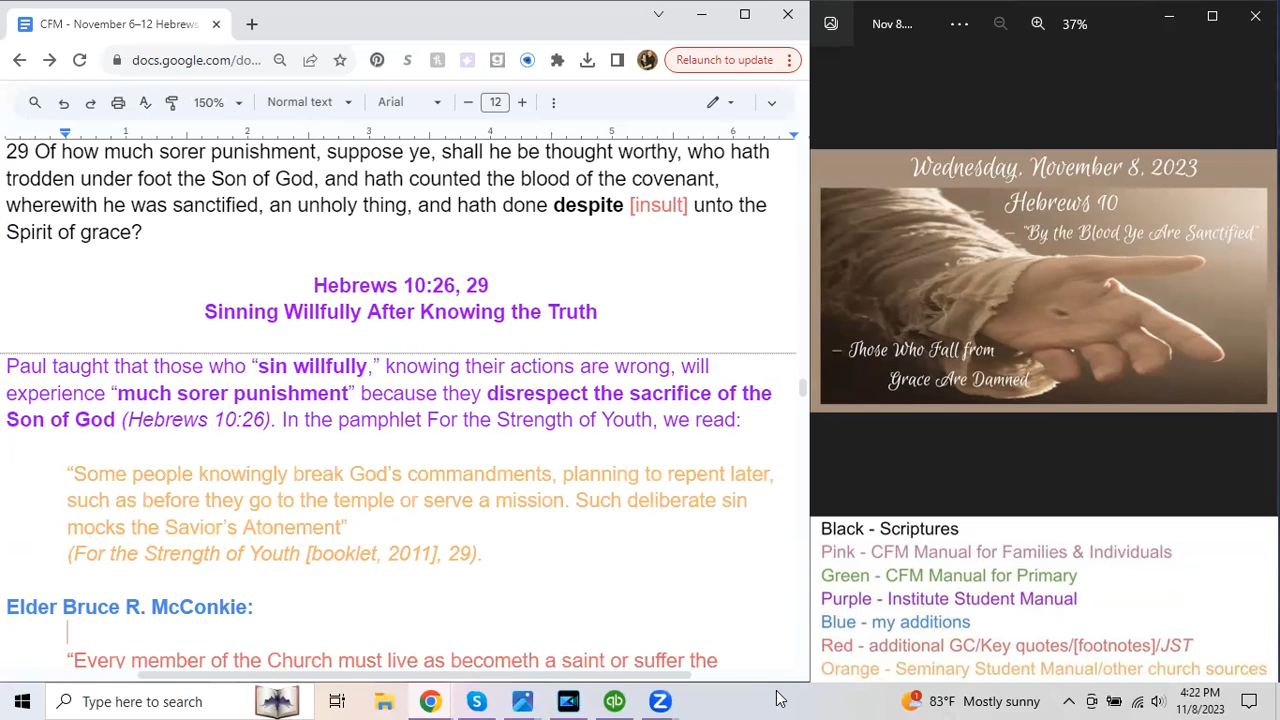 CFM – November 6–12 Hebrews
docs.google.com/do...
Relaunch to update
150%
Normal text
Arial
12
1
2
3
4
5
6
29 Of how much sorer punishment, suppose ye, shall he be thought worthy, who hath
trodden under foot the Son of God, and hath counted the blood of the covenant,
wherewith he was sanctified, an unholy thing, and hath done despite [insult] unto the
Spirit of grace?
Hebrews 10:26, 29
Sinning Willfully After Knowing the Truth
Paul taught that those who “sin willfully,” knowing their actions are wrong, will
experience “much sorer punishment” because they disrespect the sacrifice of the
Son of God (Hebrews 10:26). In the pamphlet For the Strength of Youth, we read:
“Some people knowingly break God’s commandments, planning to repent later,
such as before they go to the temple or serve a mission. Such deliberate sin
mocks the Savior’s Atonement”
(For the Strength of Youth [booklet, 2011], 29).
Elder Bruce R. McConkie:
“Every member of the Church must live as becometh a saint or suffer the
Nov 8....
37%
Wednesday, November 8, 2023
Hebrews 10
– "By the Blood Ye Are Sanctified"
– Those Who Fall from
Grace Are Damned
Black - Scriptures
Pink - CFM Manual for Families & Individuals
Green - CFM Manual for Primary
Purple - Institute Student Manual
Blue - my additions
Red - additional GC/Key quotes/[footnotes]/JST
Orange - Seminary Student Manual/other church sources
Type here to search
83°F Mostly sunny
4:22 PM
11/8/2023